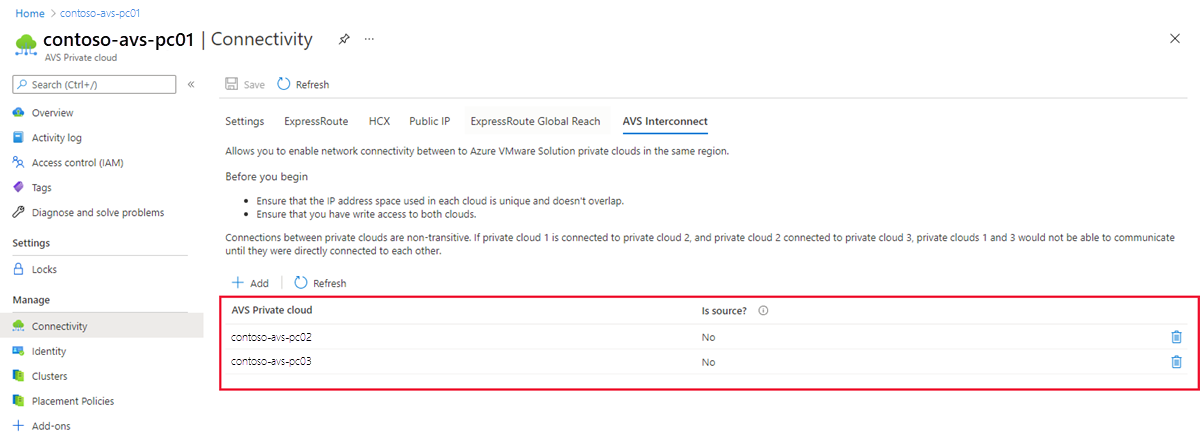 Home > contoso-avs-pc01
contoso-avs-pc01 | Connectivity ...
AVS Private cloud
Search (Ctrl+/) «
Overview
Activity log
Access control (IAM)
Tags
Diagnose and solve problems
Settings
Locks
Manage
Connectivity
Identity
Clusters
Placement Policies
Add-ons
Save Refresh
Settings ExpressRoute HCX Public IP ExpressRoute Global Reach AVS Interconnect
Allows you to enable network connectivity between to Azure VMware Solution private clouds in the same region.
Before you begin
• Ensure that the IP address space used in each cloud is unique and doesn't overlap.
• Ensure that you have write access to both clouds.
Connections between private clouds are non-transitive. If private cloud 1 is connected to private cloud 2, and private cloud 2 connected to private cloud 3, private clouds 1 and 3 would not be able to communicate
until they were directly connected to each other.
Add Refresh
AVS Private cloud Is source?
contoso-avs-pc02 No
contoso-avs-pc03 No